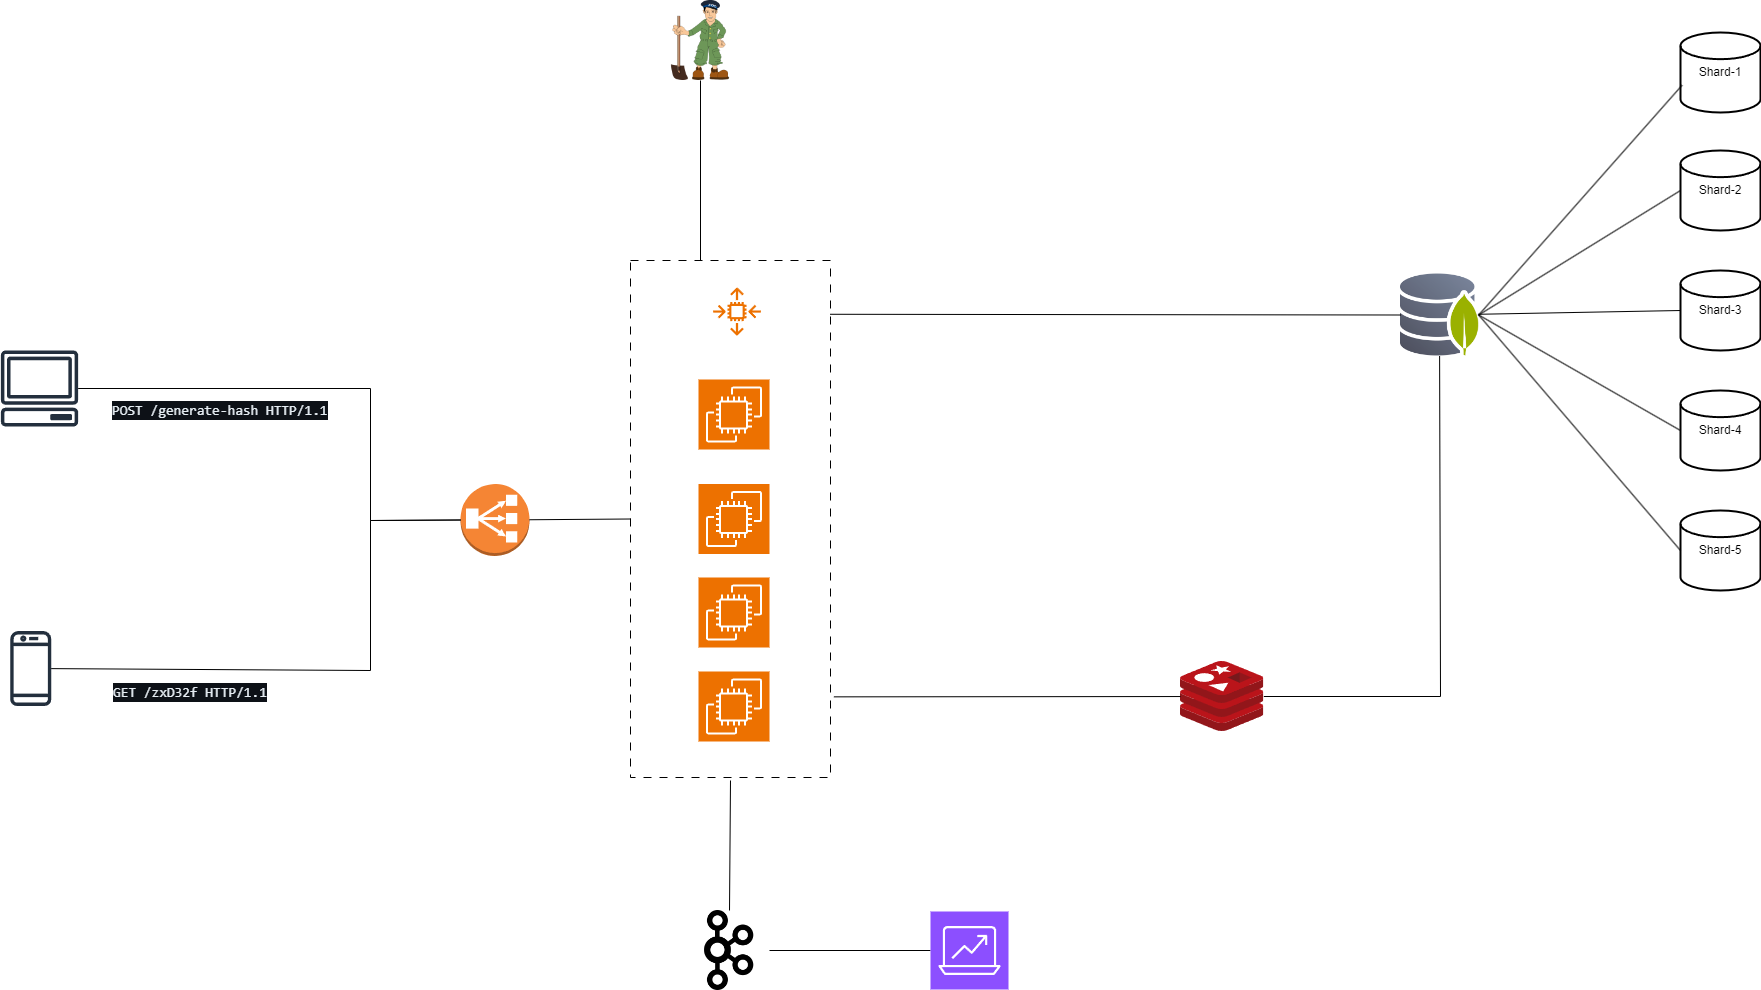 Shard-1
Shard-2
Shard-3
POST /generate-hash HTTP/1.1
Shard-4
Shard-5
GET /zxD32f HTTP/1.1